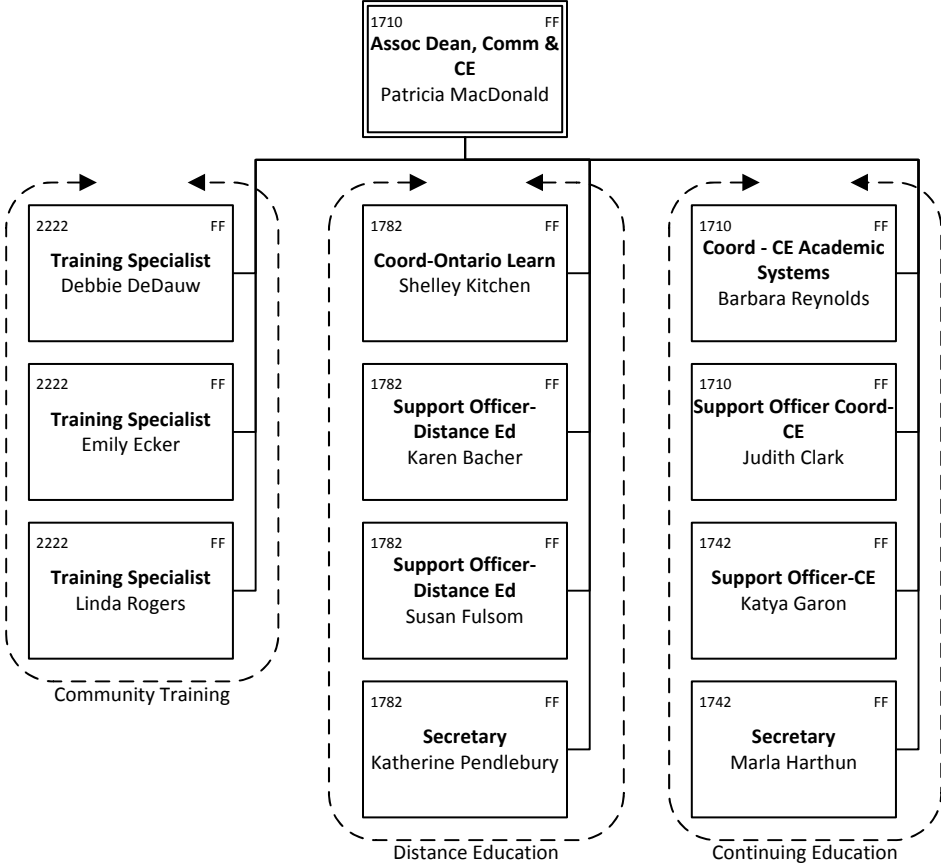 1710 FF
Assoc Dean, Comm &
CE
Patricia MacDonald
2222 FF
Training Specialist
Debbie DeDauw
2222 FF
Training Specialist
Emily Ecker
2222 FF
Training Specialist
Linda Rogers
Community Training
1782 FF
Coord-Ontario Learn
Shelley Kitchen
1782 FF
Support Officer-
Distance Ed
Karen Bacher
1782 FF
Support Officer-
Distance Ed
Susan Fulsom
1782 FF
Secretary
Katherine Pendlebury
Distance Education
1710 FF
Coord - CE Academic
Systems
Barbara Reynolds
1710 FF
Support Officer Coord-
CE
Judith Clark
1742 FF
Support Officer-CE
Katya Garon
1742 FF
Secretary
Marla Harthun
Continuing Education